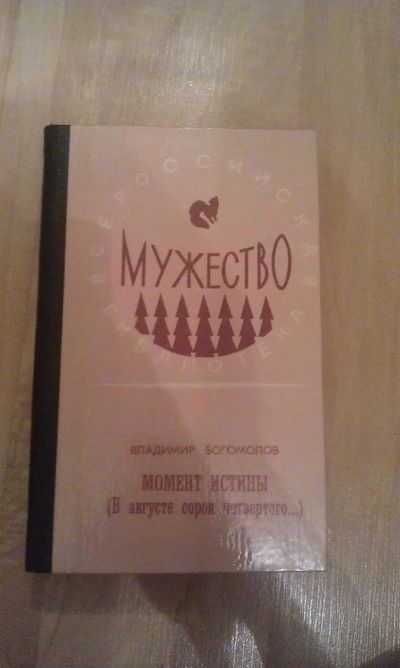 ВСЕРОССИЙСКАЯ
БИБЛИОТЕКА
МУЖЕСТВО
ВЛАДИМИР БОГОМОЛОВ
МОМЕНТ ИСТИНЫ
(В августе сорок четвертого...)